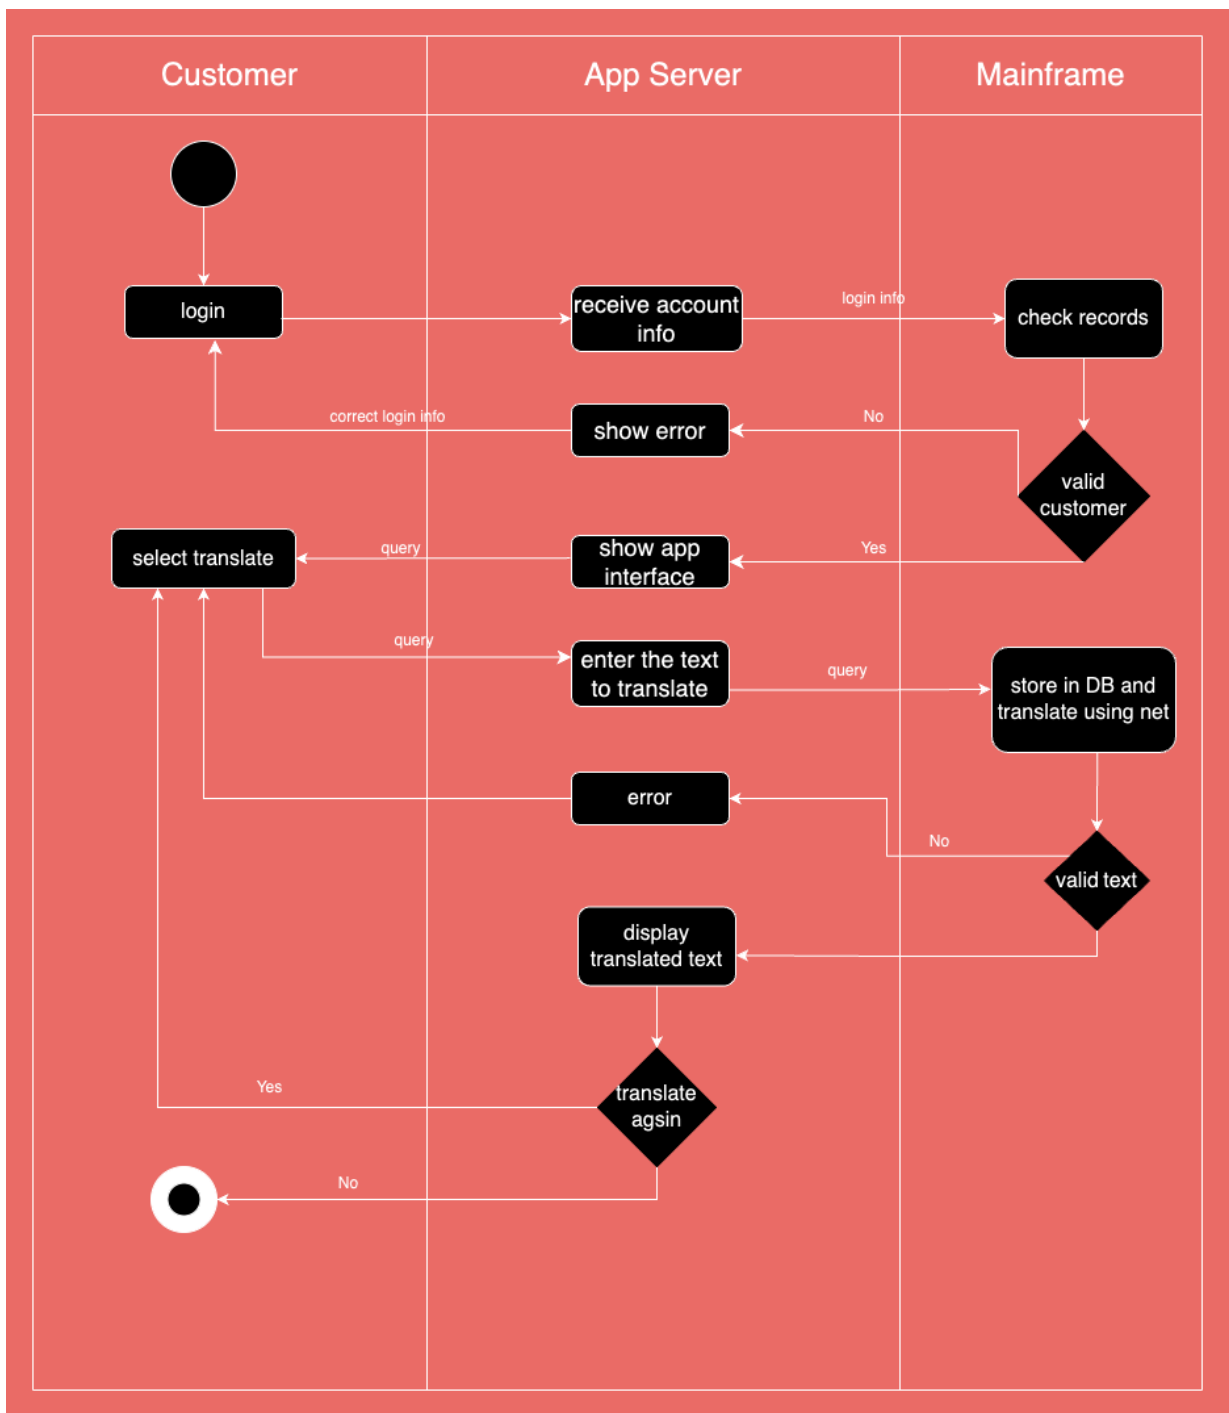 Customer
App Server
Mainframe
login
receive account
info
login info
check records
correct login info
show error
No
valid
customer
select translate
query
show app
interface
Yes
query
enter the text
to translate
query
store in DB and
translate using net
error
No
valid text
display
translated text
Yes
translate
agsin
No